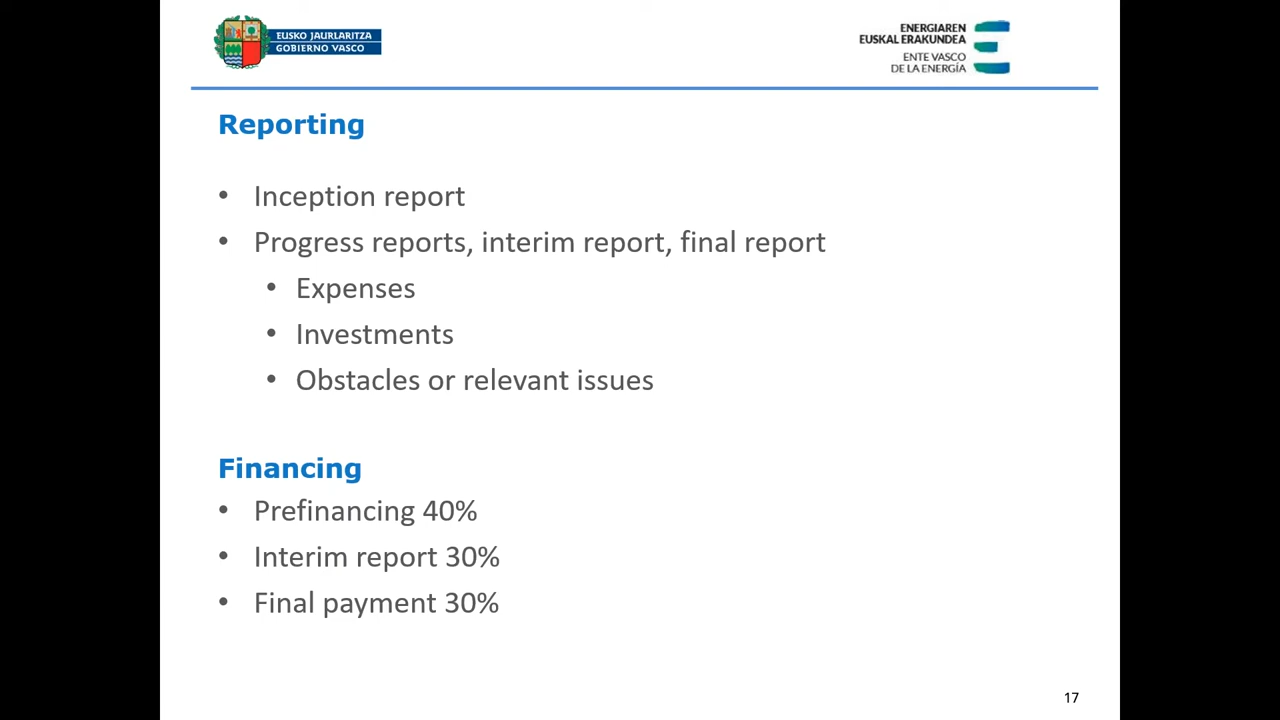 EUSKO JAURLARITZA
GOBIERNO VASCO
ENERGIAREN
EUSKAL ERAKUNDEA
ENTE VASCO
DE LA ENERGÍA
Reporting
• Inception report
• Progress reports, interim report, final report
• Expenses
• Investments
• Obstacles or relevant issues
Financing
• Prefinancing 40%
• Interim report 30%
• Final payment 30%
17